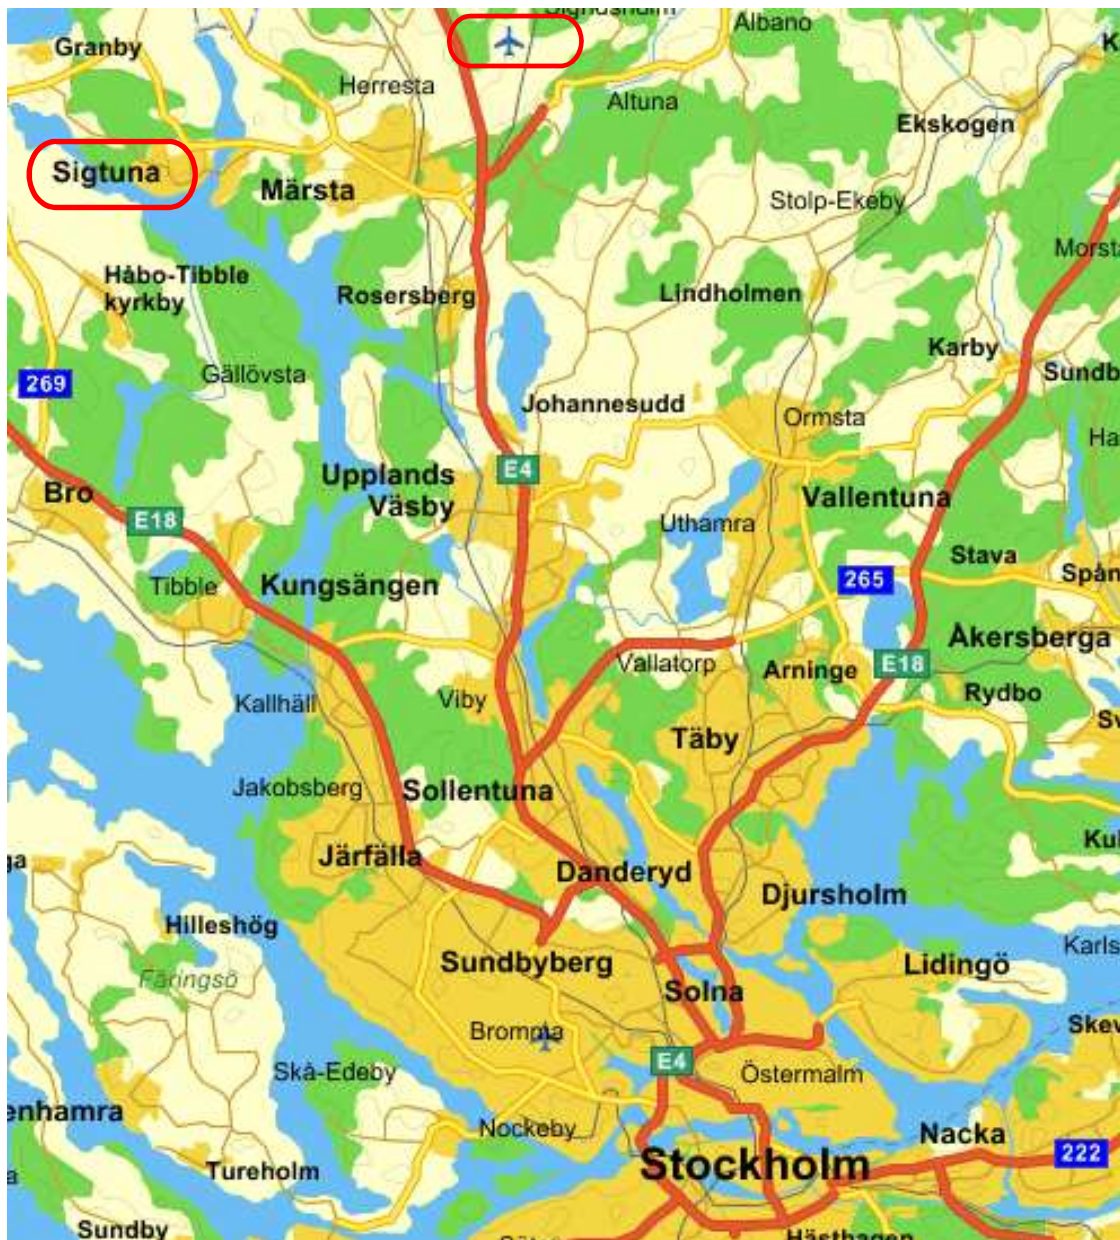 Albano
Granby
Herresta
Altuna
Ekskogen
Sigtuna
Märsta
Stolp-Ekeby
Håbo-Tibble
kyrkby
Rosersberg
Lindholmen
Karby
Gällövsta
269
Johannesudd
Ormsta
Upplands
Väsby
E4
Bro
E18
Vallentuna
Uthamra
Stava
Tibble
Kungsängen
265
Åkersberga
Vallatorp
Arninge
E18
Rydbo
Kallhäll
Viby
Täby
Jakobsberg
Sollentuna
Järfälla
Danderyd
Djursholm
Hilleshög
Sundbyberg
Lidingö
Färingsö
Solna
Bromma
E4
Skå-Edeby
Östermalm
enhamra
Nockeby
Nacka
Stockholm
222
Tureholm
Sundby
Hästhagen